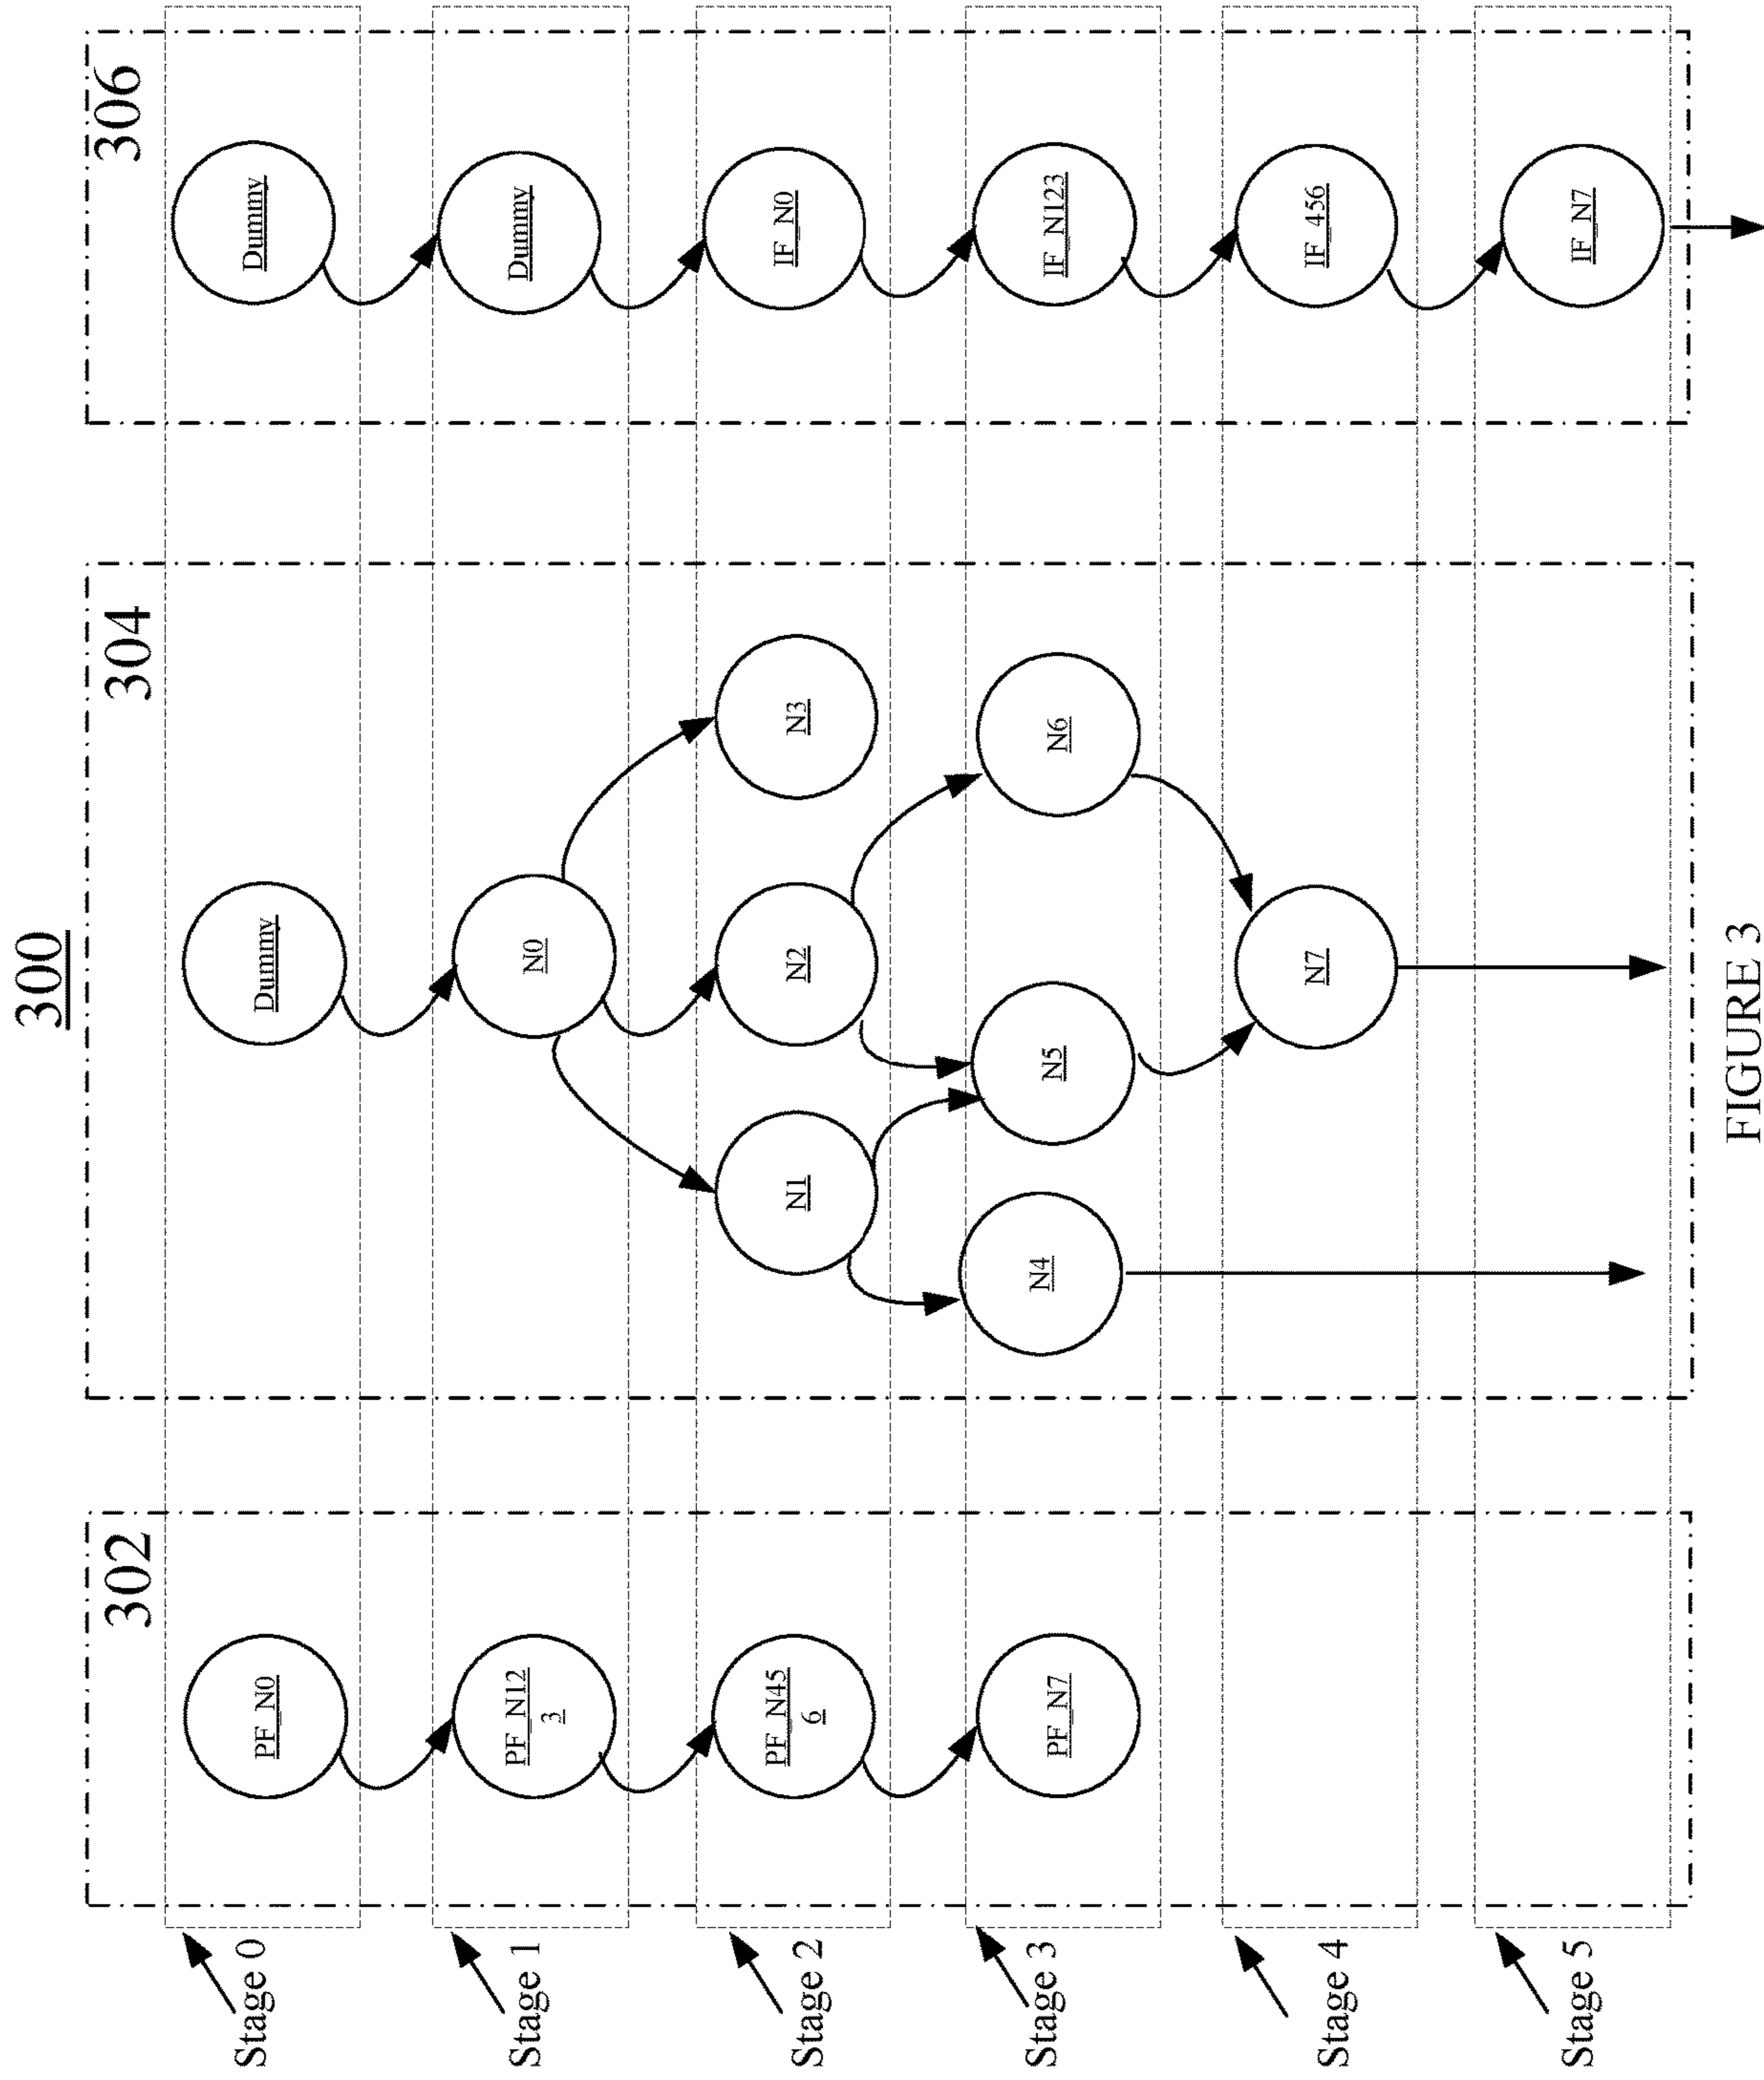 300
302
304
306
Stage 0
PF_N0
Dummy
Dummy
Stage 1
PF_N12
3
N0
Dummy
Stage 2
PF_N45
6
N1
N2
N3
IF_N0
Stage 3
PF_N7
N4
N5
N6
IF_N123
Stage 4
N7
IF_456
Stage 5
IF_N7
FIGURE 3